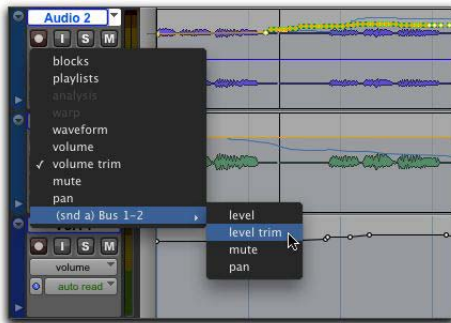 Audio 2
I S M
blocks
playlists
analysis
warp
waveform
volume
✓ volume trim
mute
pan
(snd a) Bus 1-2
level
level trim
mute
pan
I S M
volume
auto read